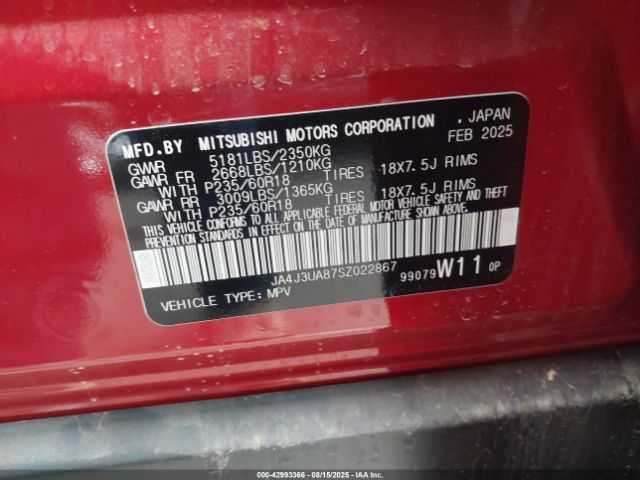 MFD.BY MITSUBISHI MOTORS CORPORATION . JAPAN
FEB 2025
GVWR 5181LBS/2350KG
GAWR FR 2668LBS/1210KG
WITH P235/60R18 TIRES 18X7.5J RIMS
GAWR RR 3009LBS/1365KG
WITH P235/60R18 TIRES 18X7.5J RIMS
THIS VEHICLE CONFORMS TO ALL APPLICABLE FEDERAL MOTOR VEHICLE SAFETY, BUMPER, AND THEFT
PREVENTION STANDARDS IN EFFECT ON THE DATE OF MANUFACTURE SHOWN ABOVE.
JA4J3UA87SZ022867
99079 W11 0P
VEHICLE TYPE: MPV
000-42993366 - 08/15/2025 - IAAI.com